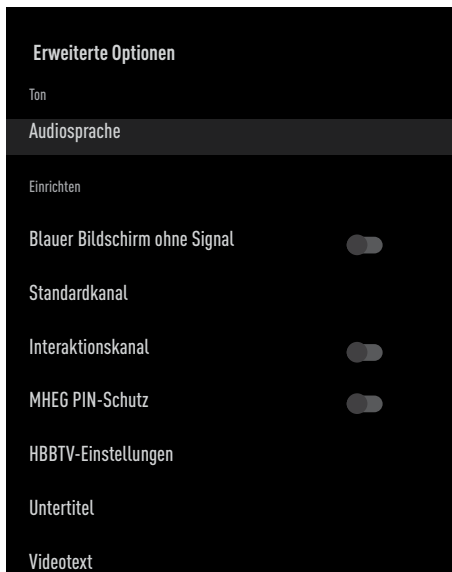 Erweiterte Optionen
Ton
Audiosprache
Einrichten
Blauer Bildschirm ohne Signal
Standardkanal
Interaktionskanal
MHEG PIN-Schutz
HBBTV-Einstellungen
Untertitel
Videotext